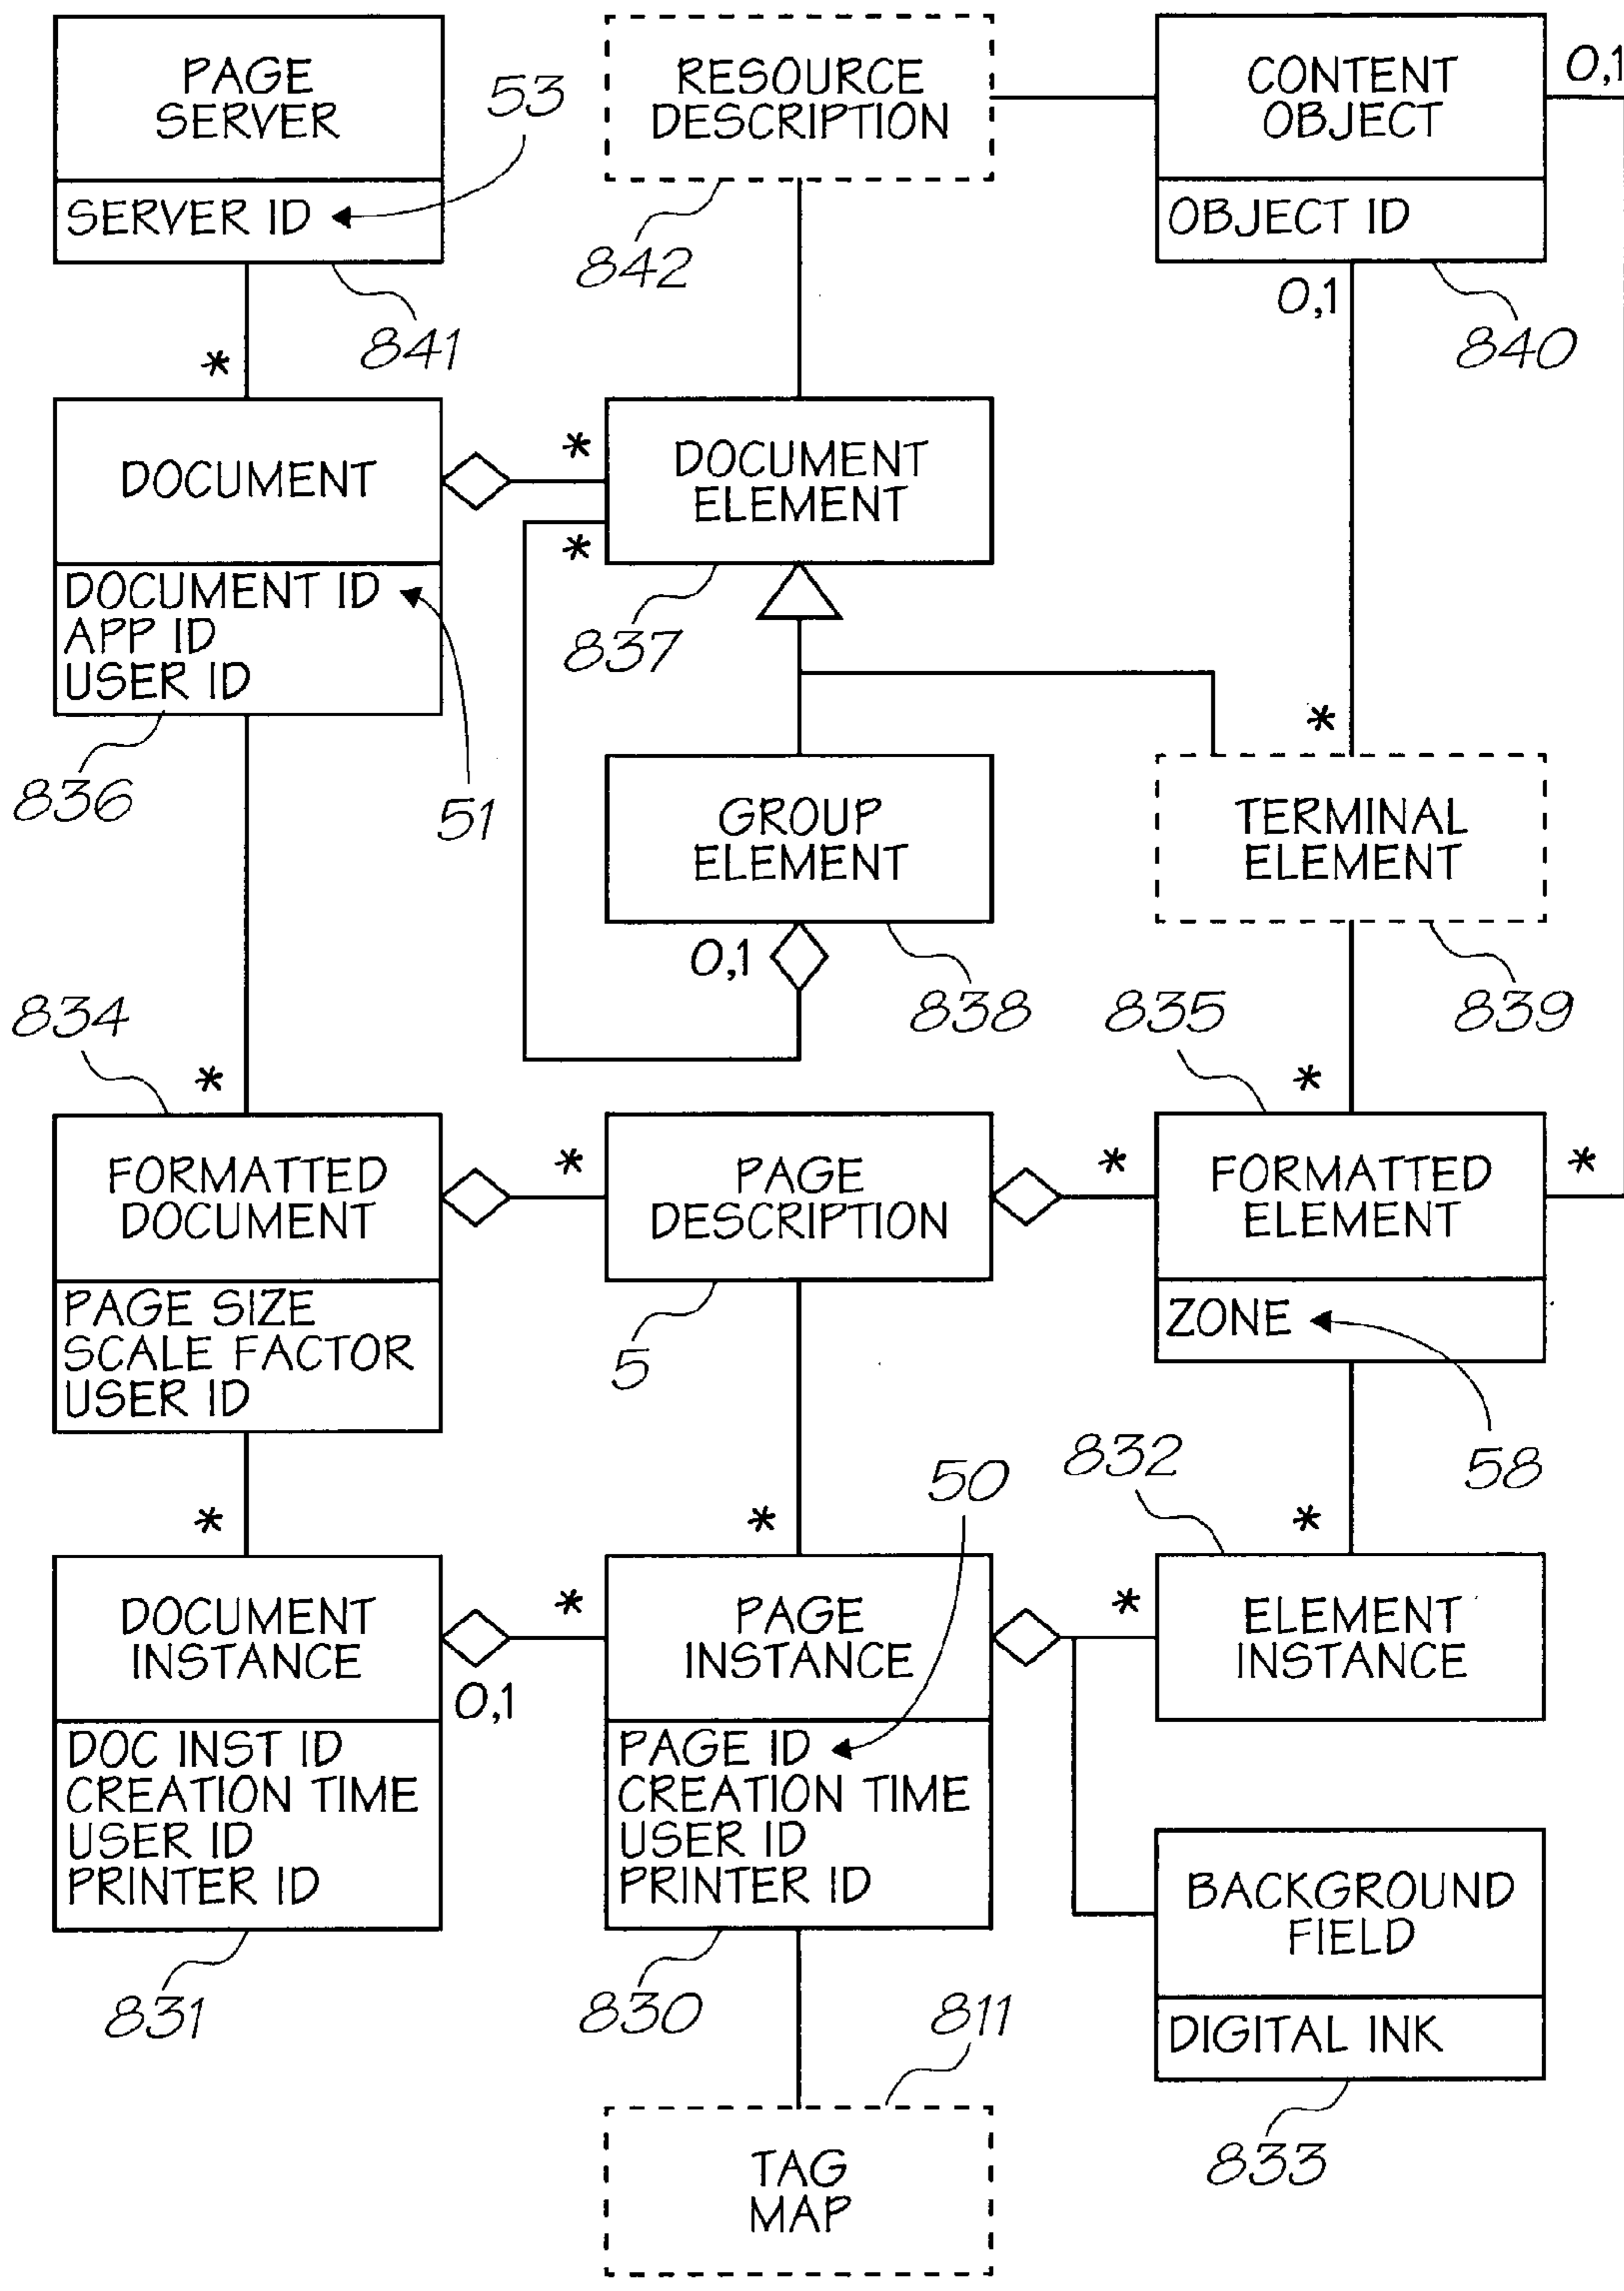 PAGE
SERVER
SERVER ID
53
841
RESOURCE
DESCRIPTION
842
CONTENT
OBJECT
OBJECT ID
0,1
0,1
840
*
DOCUMENT
DOCUMENT ID
APP ID
USER ID
836
51
*
*
DOCUMENT
ELEMENT
837
GROUP
ELEMENT
0,1
838
*
TERMINAL
ELEMENT
839
834
*
FORMATTED
DOCUMENT
PAGE SIZE
SCALE FACTOR
USER ID
*
PAGE
DESCRIPTION
5
835
*
*
*
FORMATTED
ELEMENT
ZONE
58
*
DOCUMENT
INSTANCE
0,1
DOC INST ID
CREATION TIME
USER ID
PRINTER ID
831
*
*
50
PAGE
INSTANCE
PAGE ID
CREATION TIME
USER ID
PRINTER ID
830
832
*
*
ELEMENT
INSTANCE
BACKGROUND
FIELD
DIGITAL INK
833
811
TAG
MAP